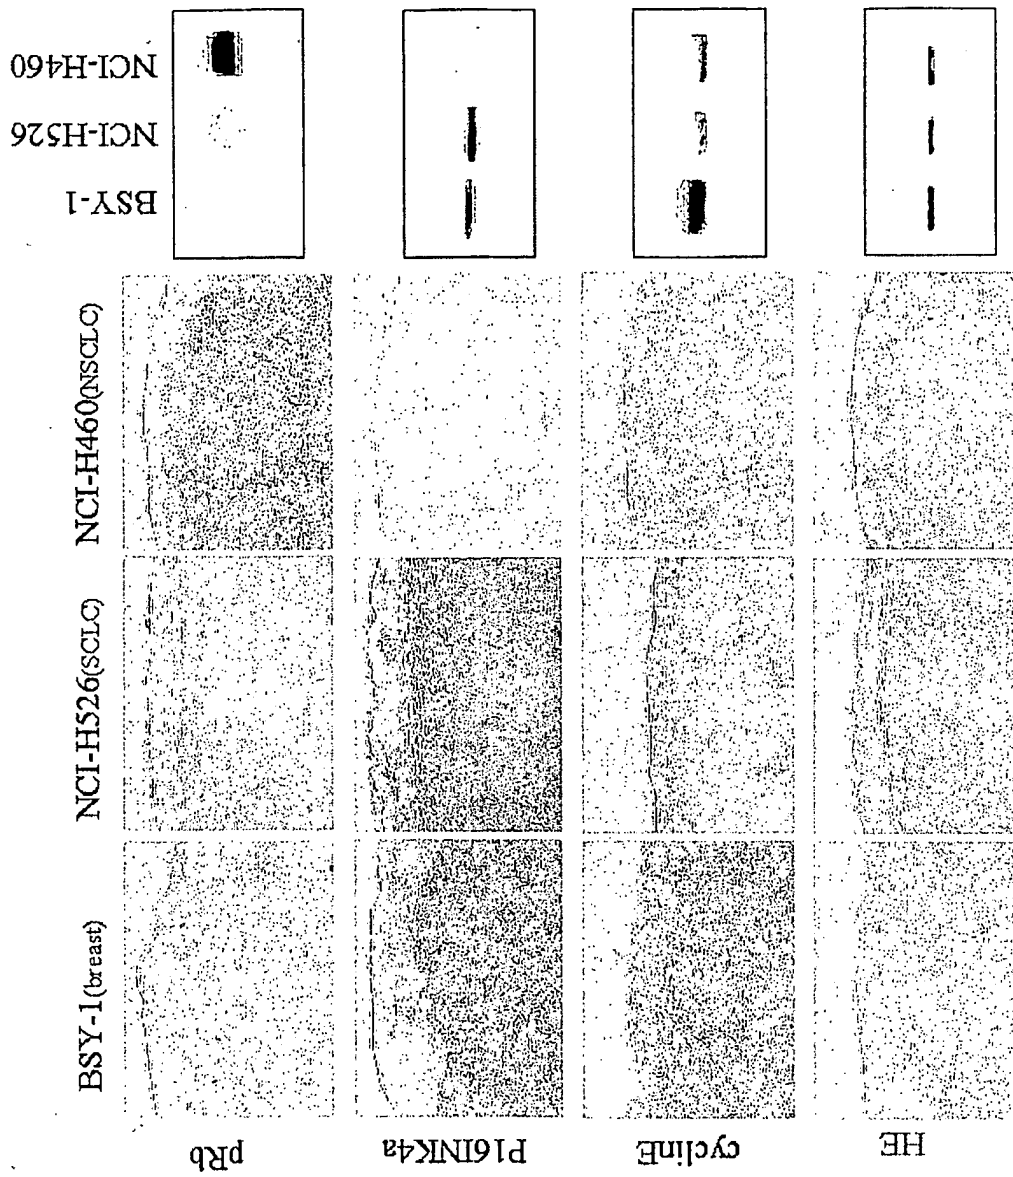 BSY-1(breast)
NCI-H526(SCLC)
NCI-H460(NSCLC)
BSY-1
NCI-H526
NCI-H460
pRb
P16INK4a
cyclinE
HE